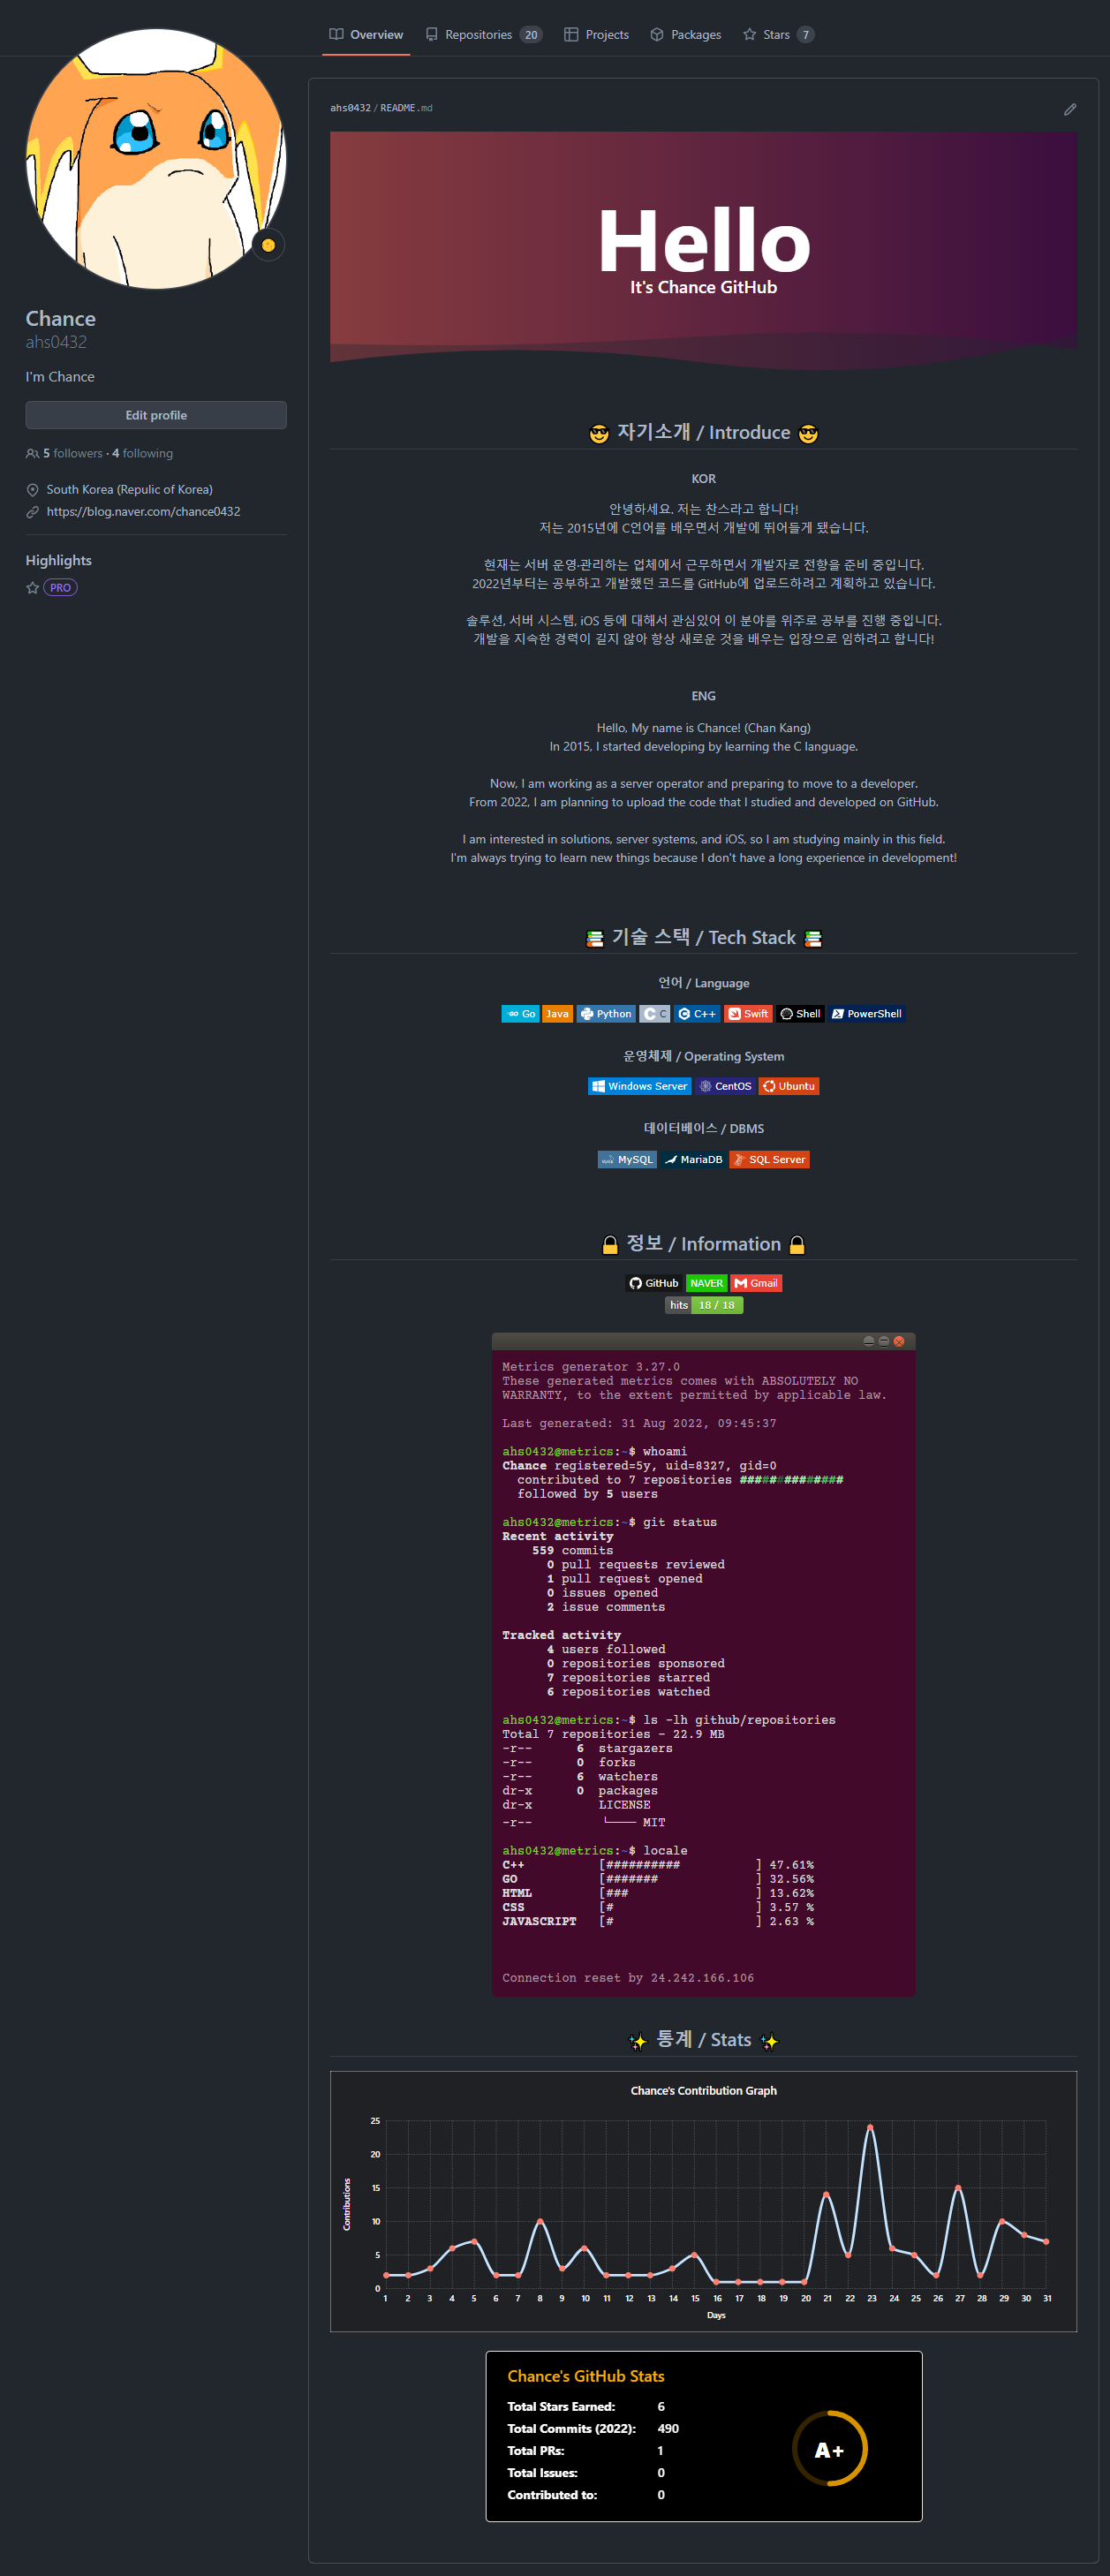 Overview Repositories 20 Projects Packages Stars 7
Chance
ahs0432
I'm Chance
Edit profile
5 followers · 4 following
South Korea (Repulic of Korea)
https://blog.naver.com/chance0432
Highlights
PRO
ahs0432/README.md
Hello
It's Chance GitHub
자기소개 / Introduce
KOR
안녕하세요. 저는 찬스라고 합니다!
저는 2015년에 C언어를 배우면서 개발에 뛰어들게 됐습니다.
현재는 서버 운영·관리하는 업체에서 근무하면서 개발자로 전향을 준비 중입니다.
2022년부터는 공부하고 개발했던 코드를 GitHub에 업로드하려고 계획하고 있습니다.
솔루션, 서버 시스템, iOS 등에 대해서 관심있어 이 분야를 위주로 공부를 진행 중입니다.
개발을 지속한 경력이 길지 않아 항상 새로운 것을 배우는 입장으로 임하려고 합니다!
ENG
Hello, My name is Chance! (Chan Kang)
In 2015, I started developing by learning the C language.
Now, I am working as a server operator and preparing to move to a developer.
From 2022, I am planning to upload the code that I studied and developed on GitHub.
I am interested in solutions, server systems, and iOS, so I am studying mainly in this field.
I'm always trying to learn new things because I don't have a long experience in development!
기술 스택 / Tech Stack
언어 / Language
Go Java Python C C++ Swift Shell PowerShell
운영체제 / Operating System
Windows Server CentOS Ubuntu
데이터베이스 / DBMS
MySQL MariaDB SQL Server
정보 / Information
GitHub NAVER Gmail
hits 18 / 18
Metrics generator 3.27.0
These generated metrics comes with ABSOLUTELY NO
WARRANTY, to the extent permitted by applicable law.
Last generated: 31 Aug 2022, 09:45:37
ahs0432@metrics:~$ whoami
Chance registered=5y, uid=8327, gid=0
contributed to 7 repositories ##############
followed by 5 users
ahs0432@metrics:~$ git status
Recent activity
559 commits
0 pull requests reviewed
1 pull request opened
0 issues opened
2 issue comments
Tracked activity
4 users followed
0 repositories sponsored
7 repositories starred
6 repositories watched
ahs0432@metrics:~$ ls -lh github/repositories
Total 7 repositories - 22.9 MB
-r-- 6 stargazers
-r-- 0 forks
-r-- 6 watchers
dr-x 0 packages
dr-x LICENSE
-r-- └──── MIT
ahs0432@metrics:~$ locale
C++ [########## ] 47.61%
GO [####### ] 32.56%
HTML [### ] 13.62%
CSS [# ] 3.57 %
JAVASCRIPT [# ] 2.63 %
Connection reset by 24.242.166.106
통계 / Stats
Chance's Contribution Graph
25
20
15
10
5
0
Contributions
1 2 3 4 5 6 7 8 9 10 11 12 13 14 15 16 17 18 19 20 21 22 23 24 25 26 27 28 29 30 31
Days
Chance's GitHub Stats
Total Stars Earned: 6
Total Commits (2022): 490
Total PRs: 1
Total Issues: 0
Contributed to: 0
A+